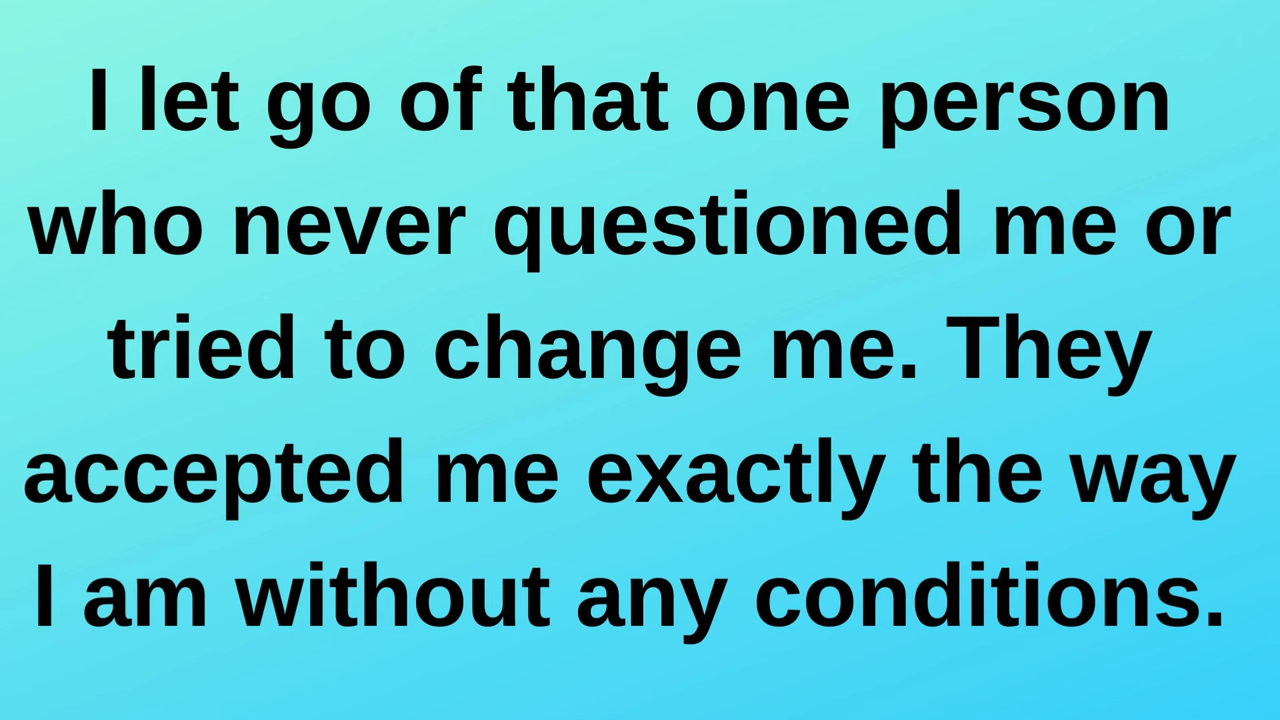 I let go of that one person
who never questioned me or
tried to change me. They
accepted me exactly the way
I am without any conditions.